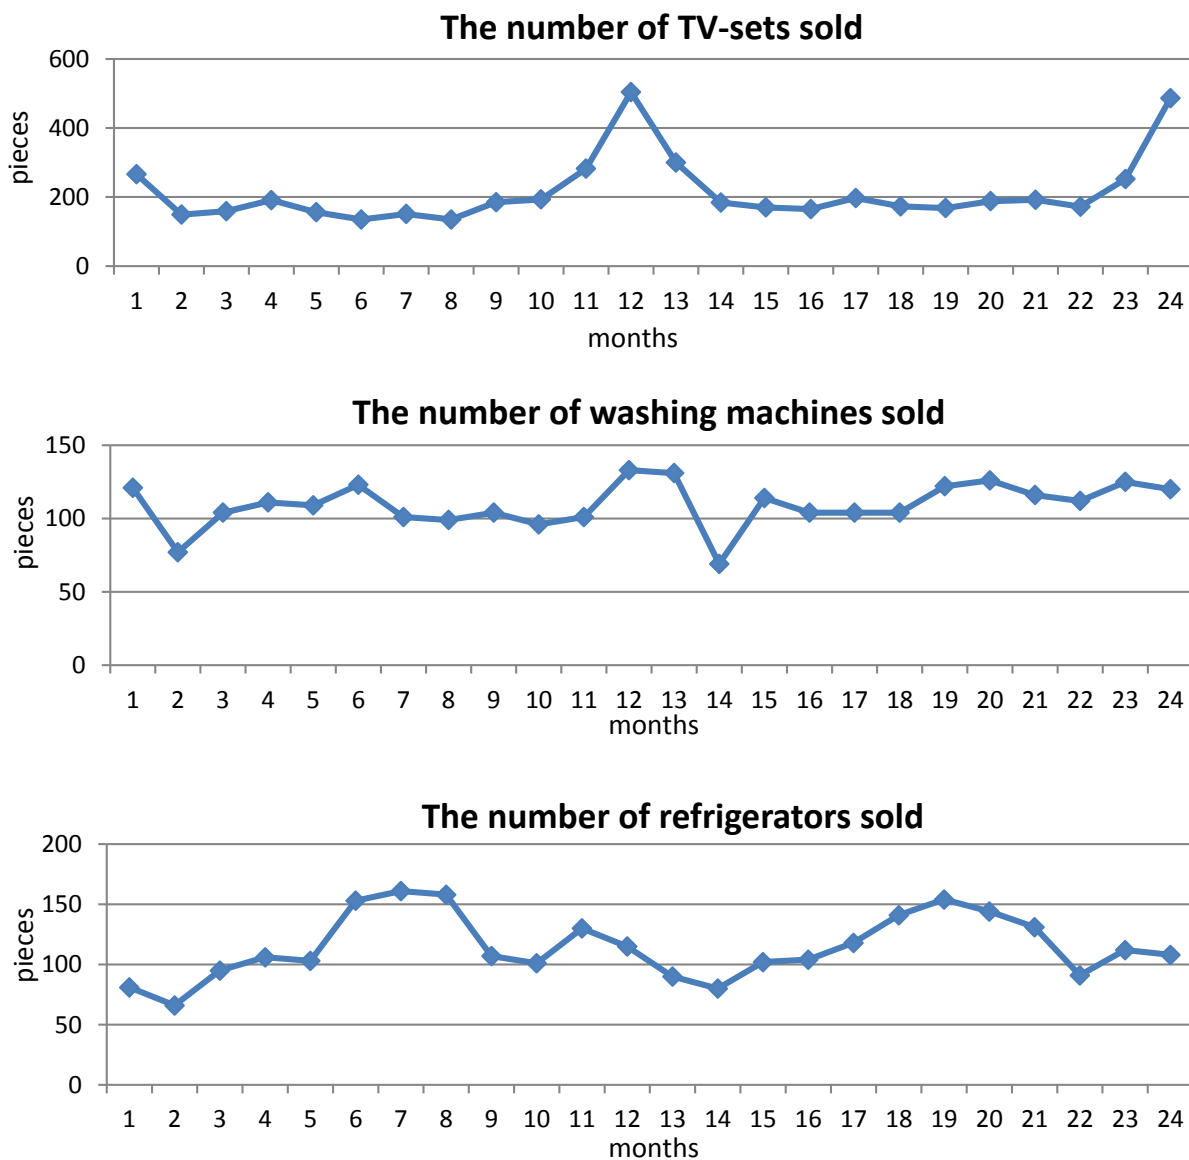 The number of TV-sets sold
600
400
200
0
pieces
1 2 3 4 5 6 7 8 9 10 11 12 13 14 15 16 17 18 19 20 21 22 23 24
months
The number of washing machines sold
150
100
50
0
pieces
1 2 3 4 5 6 7 8 9 10 11 12 13 14 15 16 17 18 19 20 21 22 23 24
months
The number of refrigerators sold
200
150
100
50
0
pieces
1 2 3 4 5 6 7 8 9 10 11 12 13 14 15 16 17 18 19 20 21 22 23 24
months